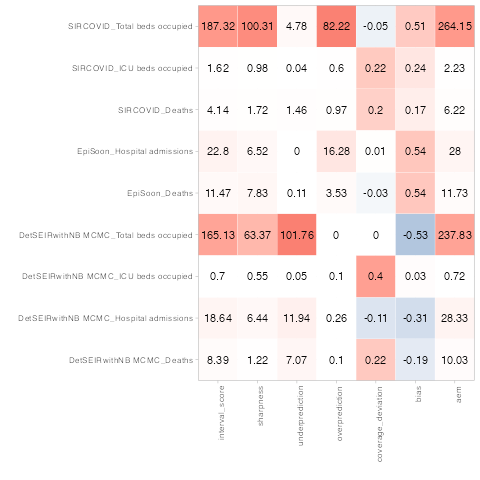 SIRCOVID_Total beds occupied 187.32 100.31 4.78 82.22 -0.05 0.51 264.15
SIRCOVID_ICU beds occupied 1.62 0.98 0.04 0.6 0.22 0.24 2.23
SIRCOVID_Deaths 4.14 1.72 1.46 0.97 0.2 0.17 6.22
EpiSoon_Hospital admissions 22.8 6.52 0 16.28 0.01 0.54 28
EpiSoon_Deaths 11.47 7.83 0.11 3.53 -0.03 0.54 11.73
DetSEIRwithNB MCMC_Total beds occupied 165.13 63.37 101.76 0 0 -0.53 237.83
DetSEIRwithNB MCMC_ICU beds occupied 0.7 0.55 0.05 0.1 0.4 0.03 0.72
DetSEIRwithNB MCMC_Hospital admissions 18.64 6.44 11.94 0.26 -0.11 -0.31 28.33
DetSEIRwithNB MCMC_Deaths 8.39 1.22 7.07 0.1 0.22 -0.19 10.03
interval_score
sharpness
underprediction
overprediction
coverage_deviation
bias
aem